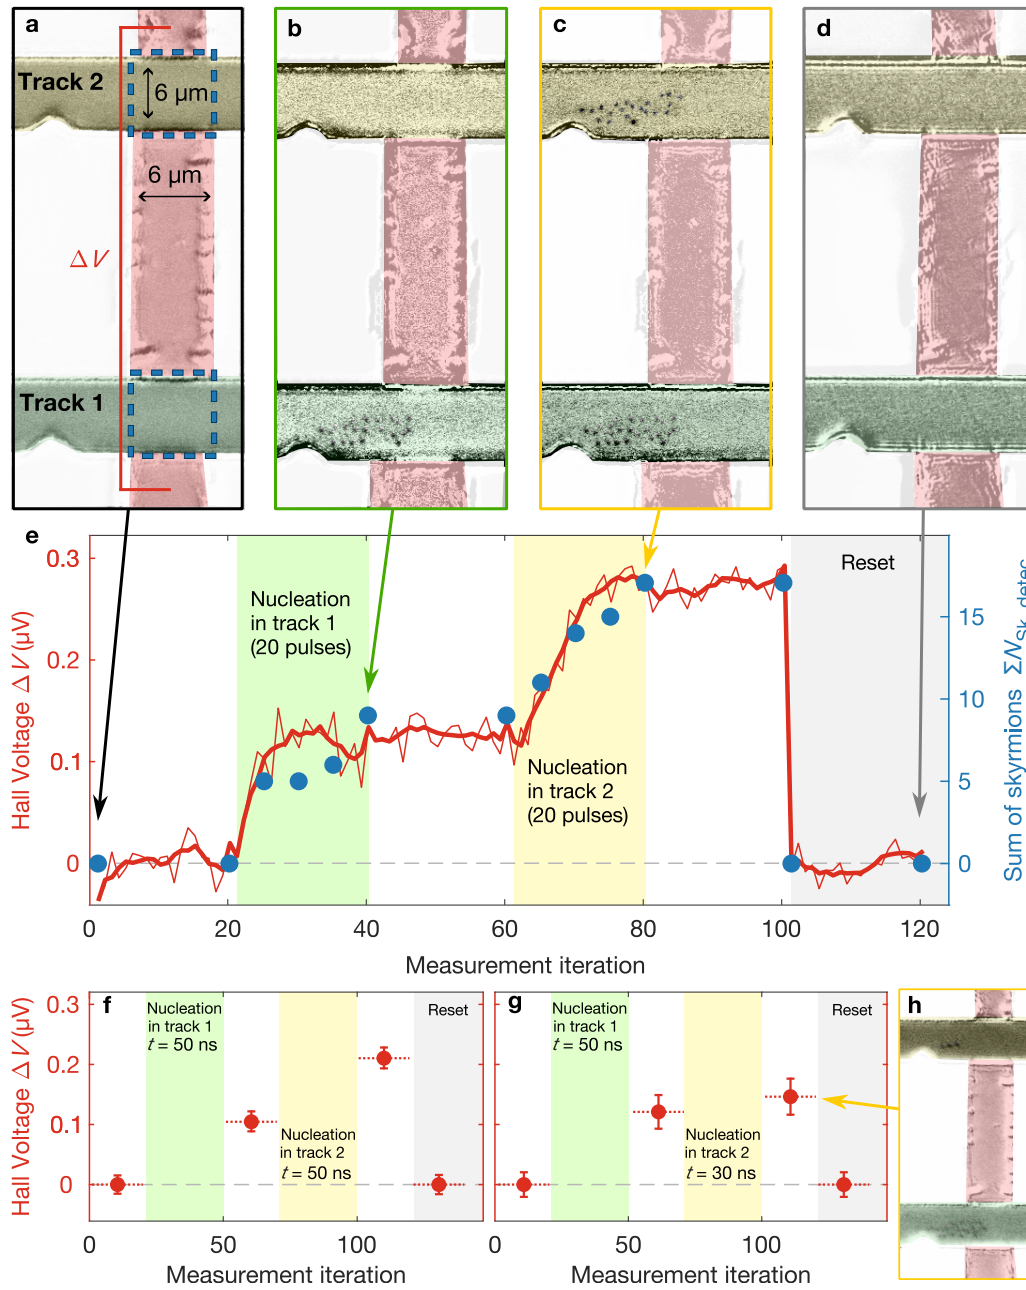 a
b
c
d
Track 2
6 µm
6 µm
Δ V
Track 1
e
0.3
0.2
0.1
0
Hall Voltage Δ V (µV)
Nucleation
in track 1
(20 pulses)
Nucleation
in track 2
(20 pulses)
Reset
15
10
5
0
Sum of skyrmions ΣN Sk, detec
0
20
40
60
80
100
120
Measurement iteration
f
0.3
0.2
0.1
0
Hall Voltage Δ V (µV)
Nucleation
in track 1
t = 50 ns
Nucleation
in track 2
t = 50 ns
Reset
0
50
100
Measurement iteration
g
Nucleation
in track 1
t = 50 ns
Nucleation
in track 2
t = 30 ns
Reset
0
50
100
Measurement iteration
h